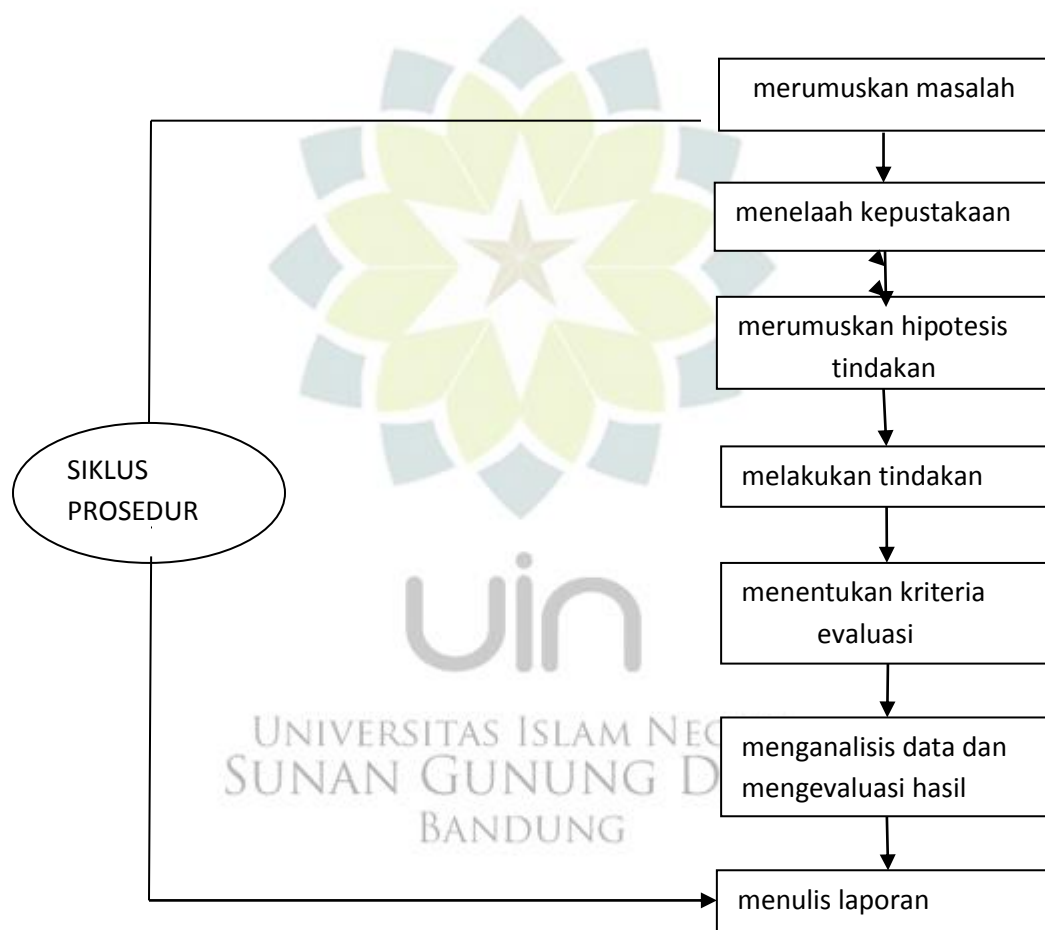 merumuskan masalah
menelaah kepustakaan
merumuskan hipotesis
tindakan
SIKLUS
PROSEDUR
melakukan tindakan
menentukan kriteria
evaluasi
menganalisis data dan
mengevaluasi hasil
menulis laporan
uin
UNIVERSITAS ISLAM NEG
SUNAN GUNUNG D
BANDUNG